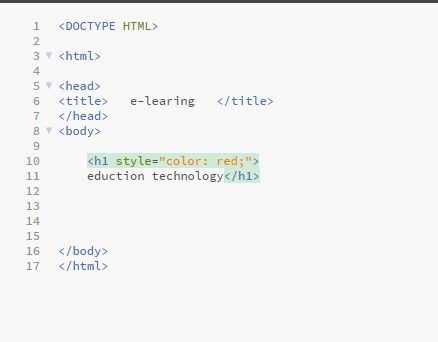 1 <DOCTYPE HTML>
2
3 <html>
4
5 <head>
6 <title>   e-learing   </title>
7 </head>
8 <body>
9
10     <h1 style="color: red;">
11     eduction technology</h1>
12
13
14
15
16 </body>
17 </html>